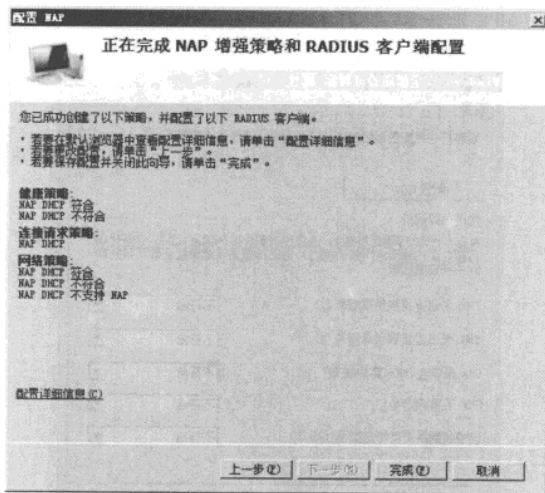 配置 NAP
正在完成 NAP 增强策略和 RADIUS 客户端配置
您已成功创建了以下策略，并配置了以下 RADIUS 客户端。
· 若要在默认浏览器中查看配置详细信息，请单击“配置详细信息”。
· 若要更改配置，请单击“上一步”。
· 若要保存配置并关闭此向导，请单击“完成”。
健康策略:
NAP DHCP 符合
NAP DHCP 不符合
连接请求策略:
NAP DHCP
网络策略:
NAP DHCP 符合
NAP DHCP 不符合
NAP DHCP 不支持 NAP
配置详细信息(C)
上一步(P) 下一步(N) 完成(F) 取消